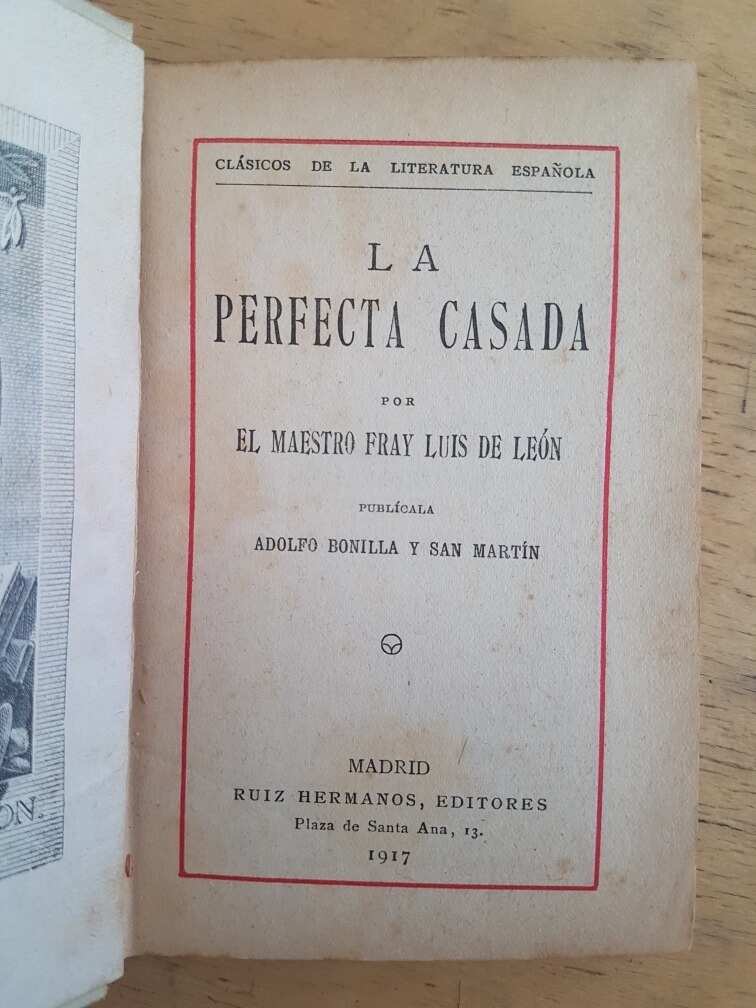 CLÁSICOS DE LA LITERATURA ESPAÑOLA
LA
PERFECTA CASADA
POR
EL MAESTRO FRAY LUIS DE LEÓN
PUBLÍCALA
ADOLFO BONILLA Y SAN MARTÍN
MADRID
RUIZ HERMANOS, EDITORES
Plaza de Santa Ana, 13.
1917